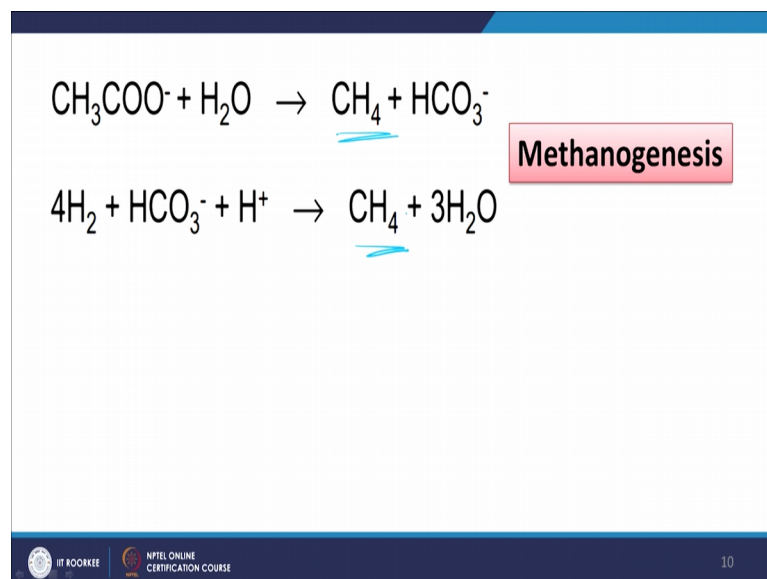 CH₃COO⁻ + H₂O → CH₄ + HCO₃⁻
Methanogenesis
4H₂ + HCO₃⁻ + H⁺ → CH₄ + 3H₂O
IIT ROORKEE
NPTEL ONLINE
CERTIFICATION COURSE
10